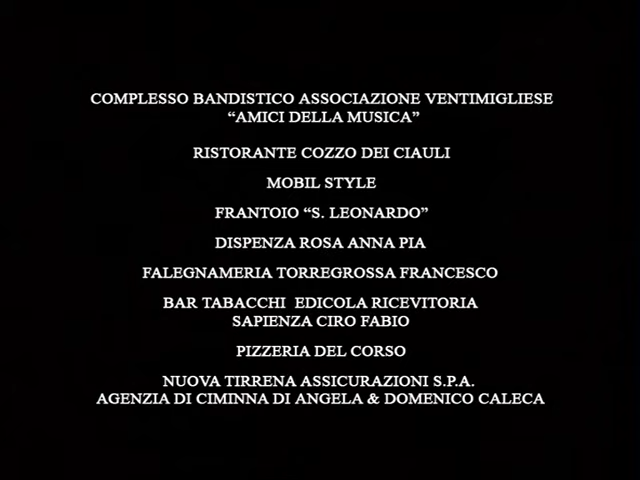 COMPLESSO BANDISTICO ASSOCIAZIONE VENTIMIGLIESE
“AMICI DELLA MUSICA”
RISTORANTE COZZO DEI CIAULI
MOBIL STYLE
FRANTOIO “S. LEONARDO”
DISPENZA ROSA ANNA PIA
FALEGNAMERIA TORREGROSSA FRANCESCO
BAR TABACCHI EDICOLA RICEVITORIA
SAPIENZA CIRO FABIO
PIZZERIA DEL CORSO
NUOVA TIRRENA ASSICURAZIONI S.P.A.
AGENZIA DI CIMINNA DI ANGELA & DOMENICO CALECA